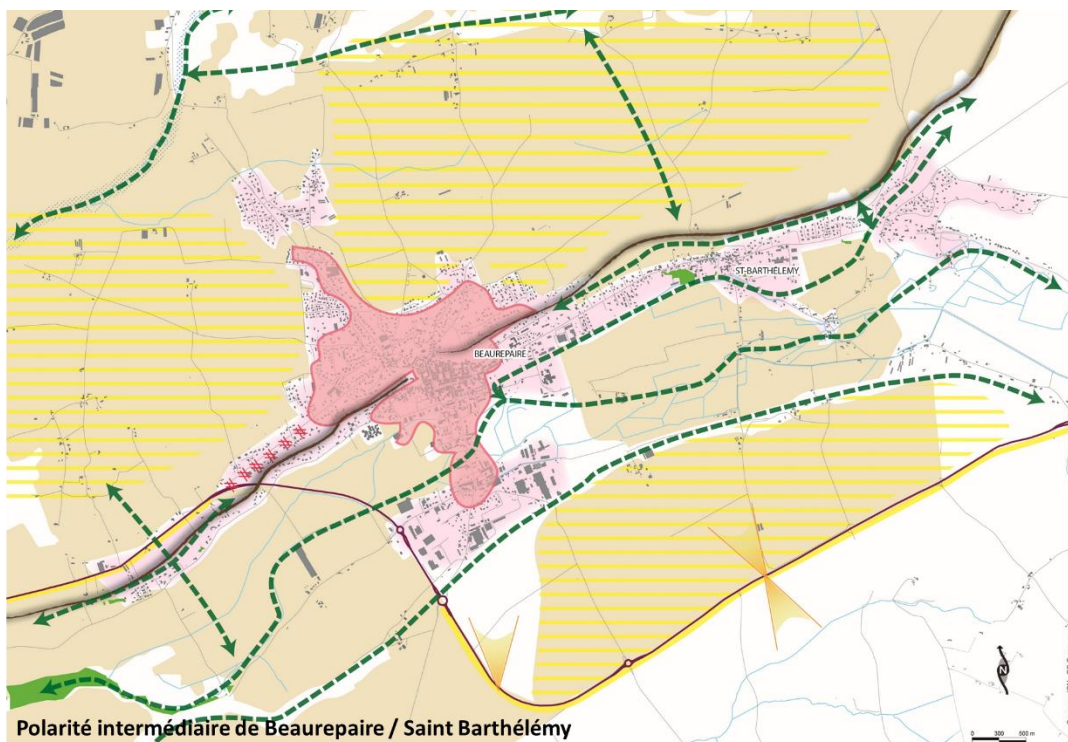 ST-BARTHÉLEMY
BEAUREPAIRE
N
Polarité intermédiaire de Beaurepaire / Saint Barthélémy
0 300 500 m